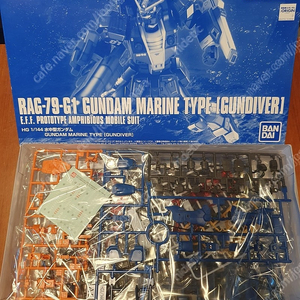 RAG-79-G1 GUNDAM MARINE TYPE [GUNDIVER]
E.F.F. PROTOTYPE AMPHIBIOUS MOBILE SUIT
HG 1/144 水中型ガンダム
GUNDAM MARINE TYPE [GUNDIVER]
BANDAI